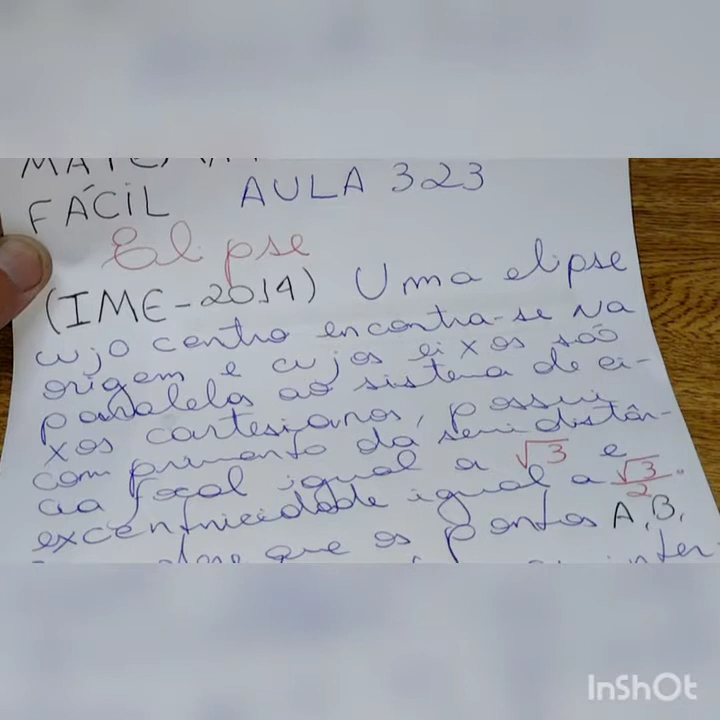 FÁCIL AULA 323
Elipse
(IME-2014) Uma elipse
cujo centro encontra-se na
origem e cujos eixos são
paralelos ao sistema de ei-
xos cartesianos, possui
comprimento da semidistân-
cia focal igual a √3 e
excentricidade igual a √3/2.
que os pontos A, B,
inter
InShOt